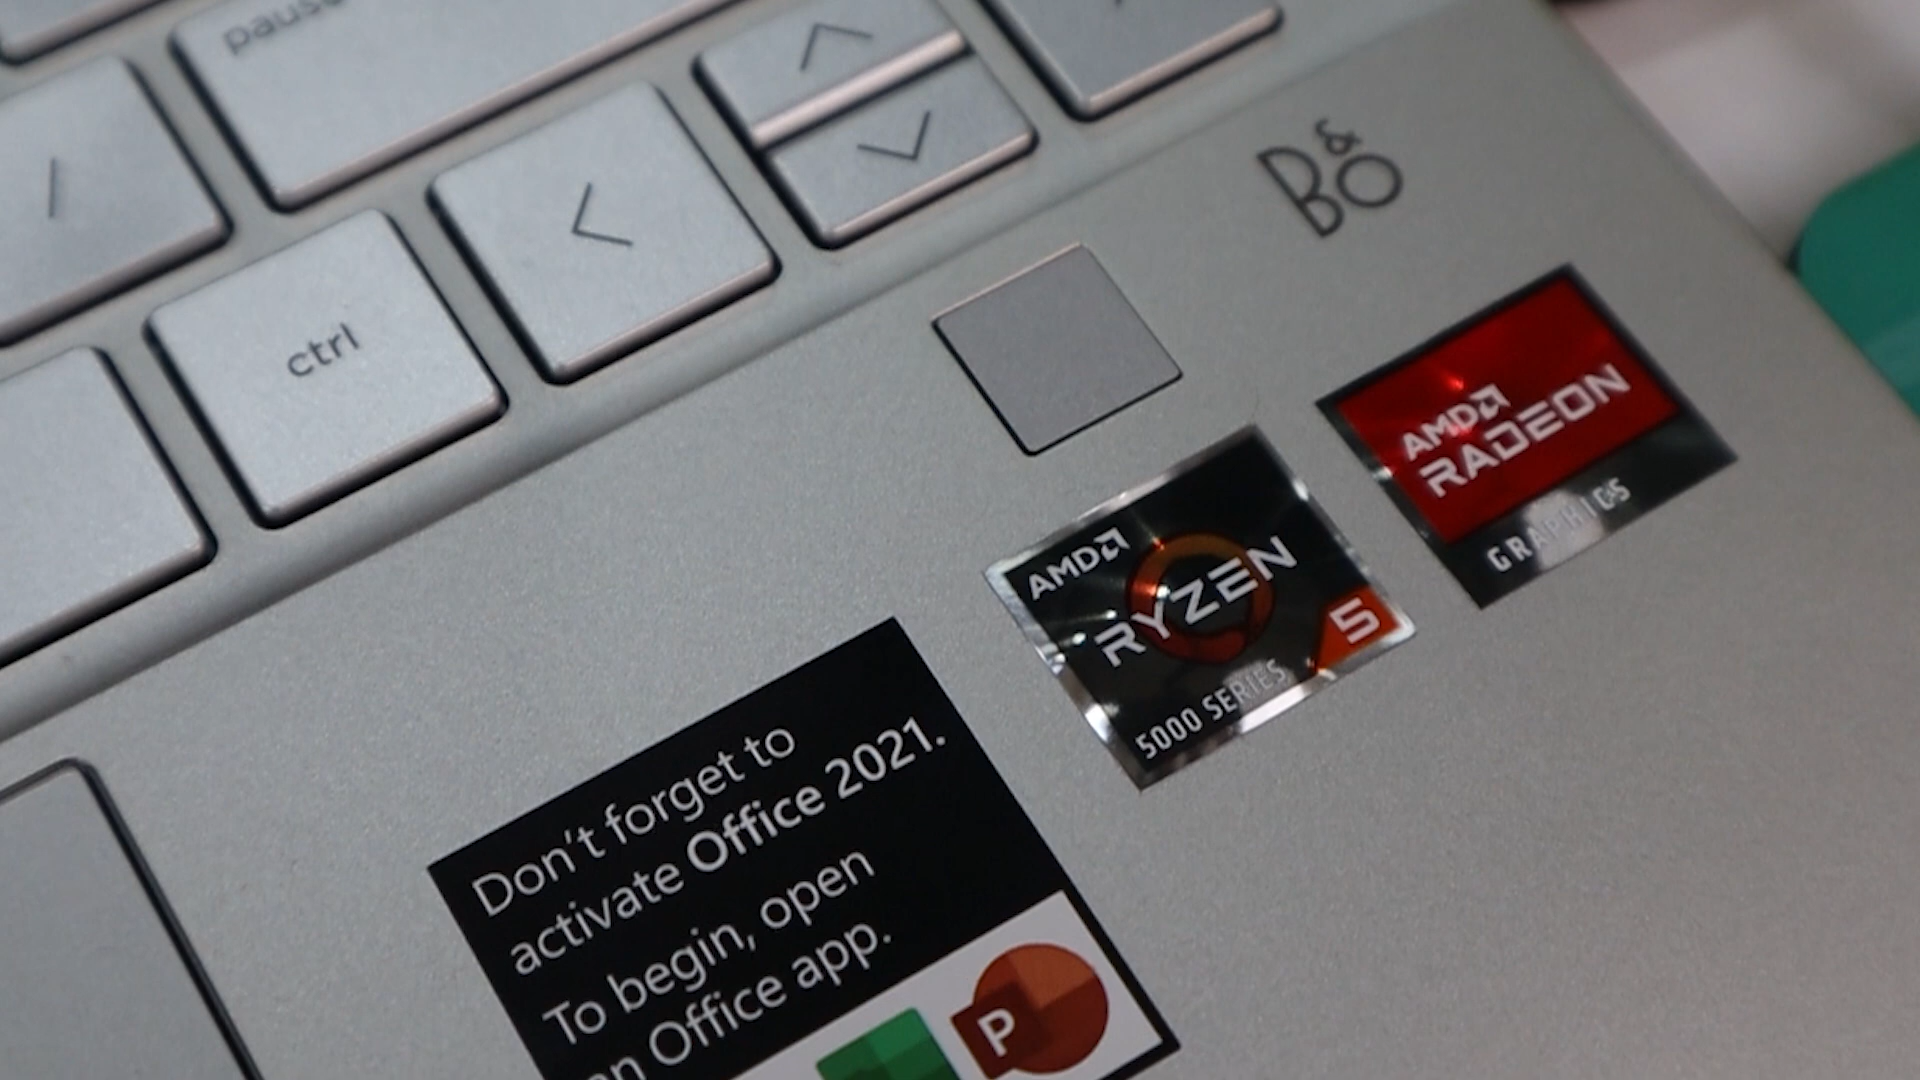 pause
/
ctrl
B&O
AMD
RADEON
GRAPHICS
AMD
RYZEN
5
5000 SERIES
Don't forget to
activate Office 2021.
To begin, open
an Office app.
P